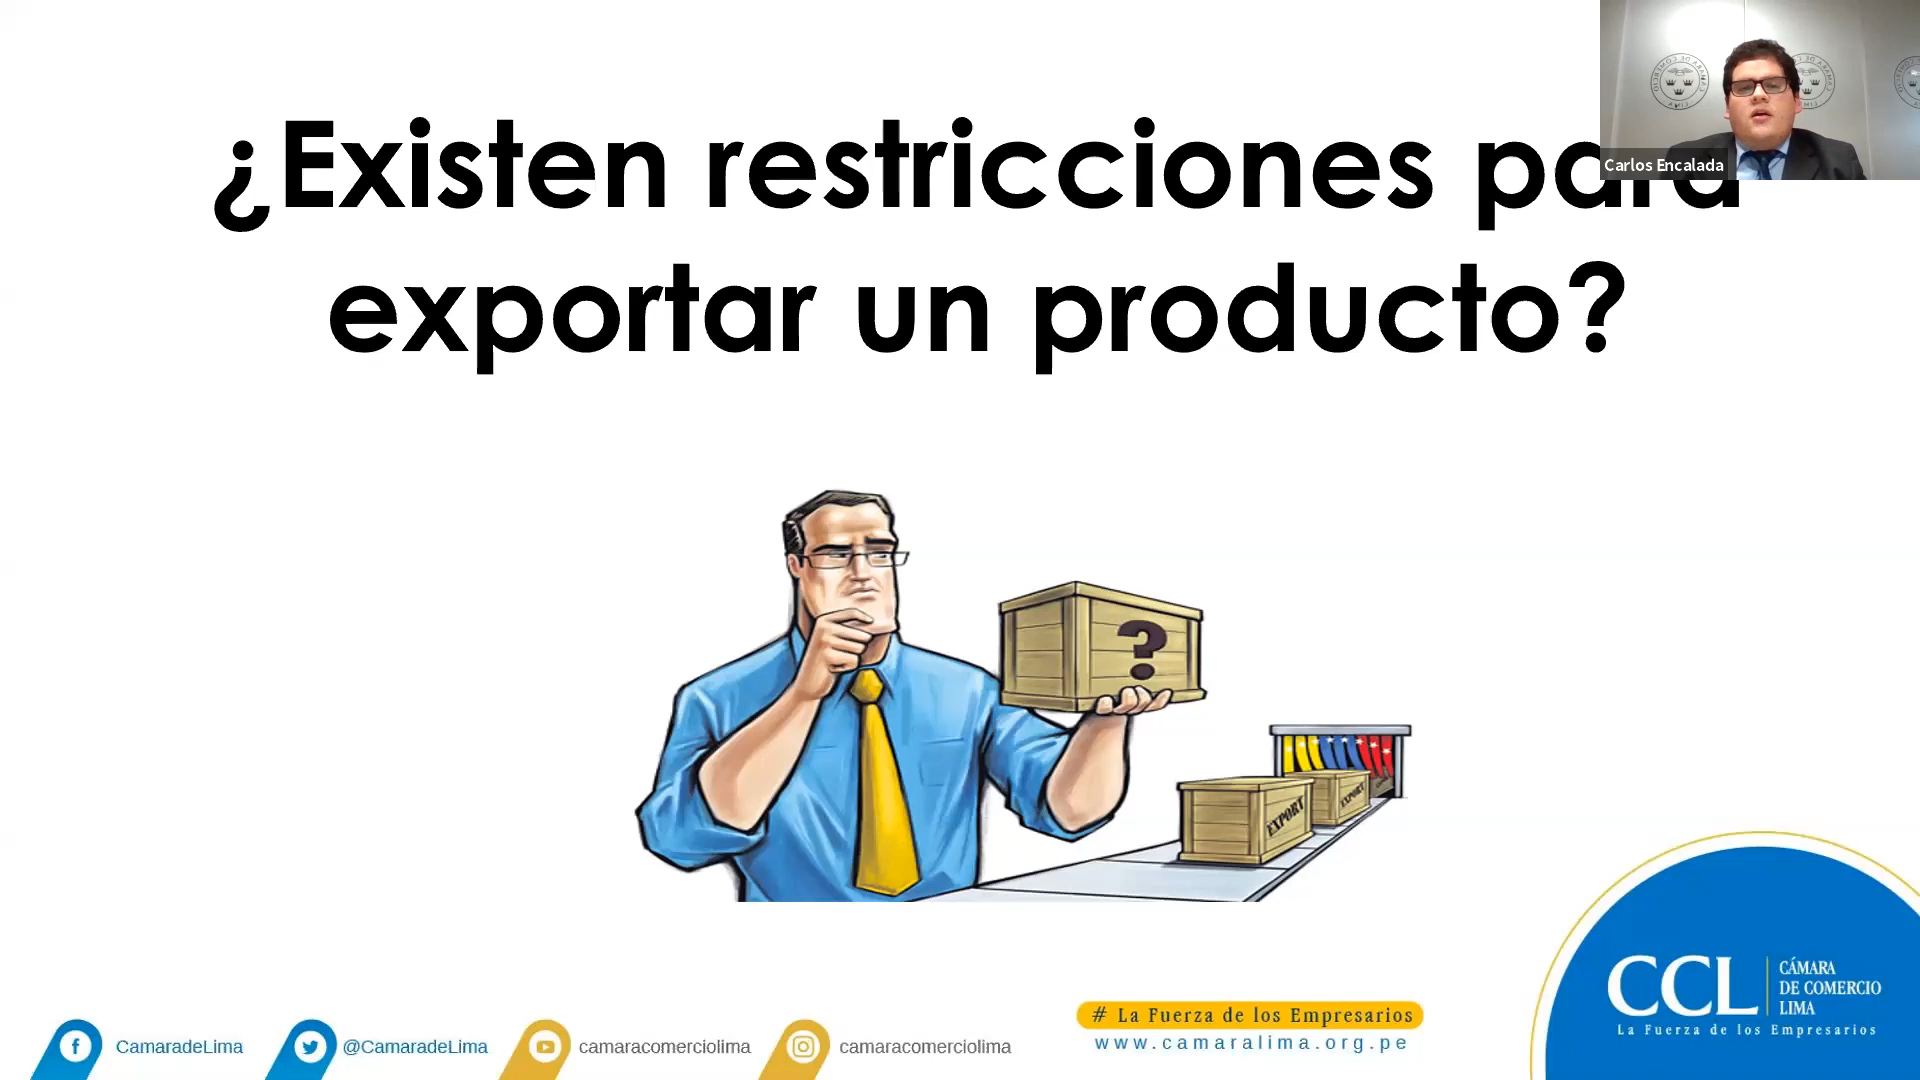 ¿Existen restricciones para
exportar un producto?
Carlos Encalada
?
EXPORT
EXPORT
CamaradeLima
@CamaradeLima
camaracomerciolima
camaracomerciolima
# La Fuerza de los Empresarios
www.camaralima.org.pe
CCL
CÁMARA
DE COMERCIO
LIMA
La Fuerza de los Empresarios